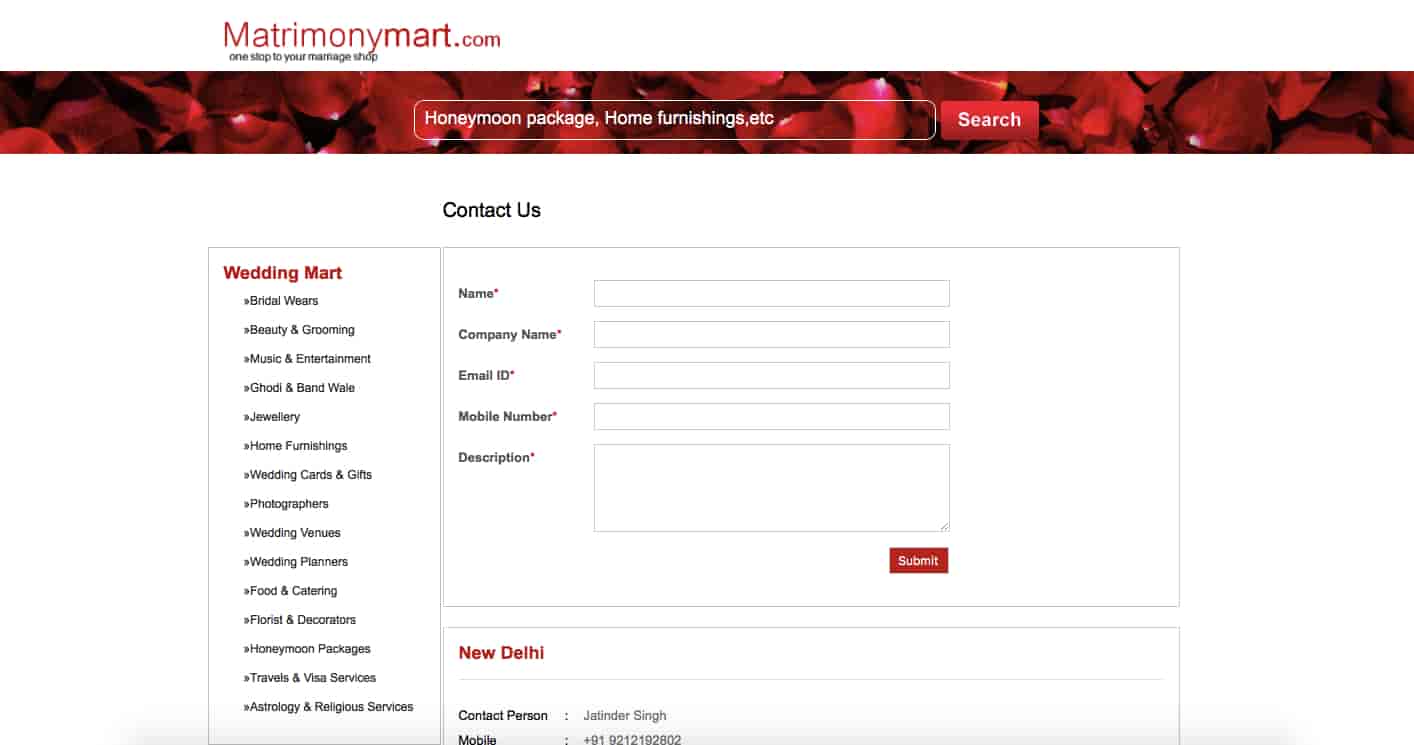 Matrimonymart.com
one stop to your marriage shop
Honeymoon package, Home furnishings,etc
Search
Contact Us
Wedding Mart
»Bridal Wears
»Beauty & Grooming
»Music & Entertainment
»Ghodi & Band Wale
»Jewellery
»Home Furnishings
»Wedding Cards & Gifts
»Photographers
»Wedding Venues
»Wedding Planners
»Food & Catering
»Florist & Decorators
»Honeymoon Packages
»Travels & Visa Services
»Astrology & Religious Services
Name*
Company Name*
Email ID*
Mobile Number*
Description*
Submit
New Delhi
Contact Person : Jatinder Singh
Mobile : +91 9212192802